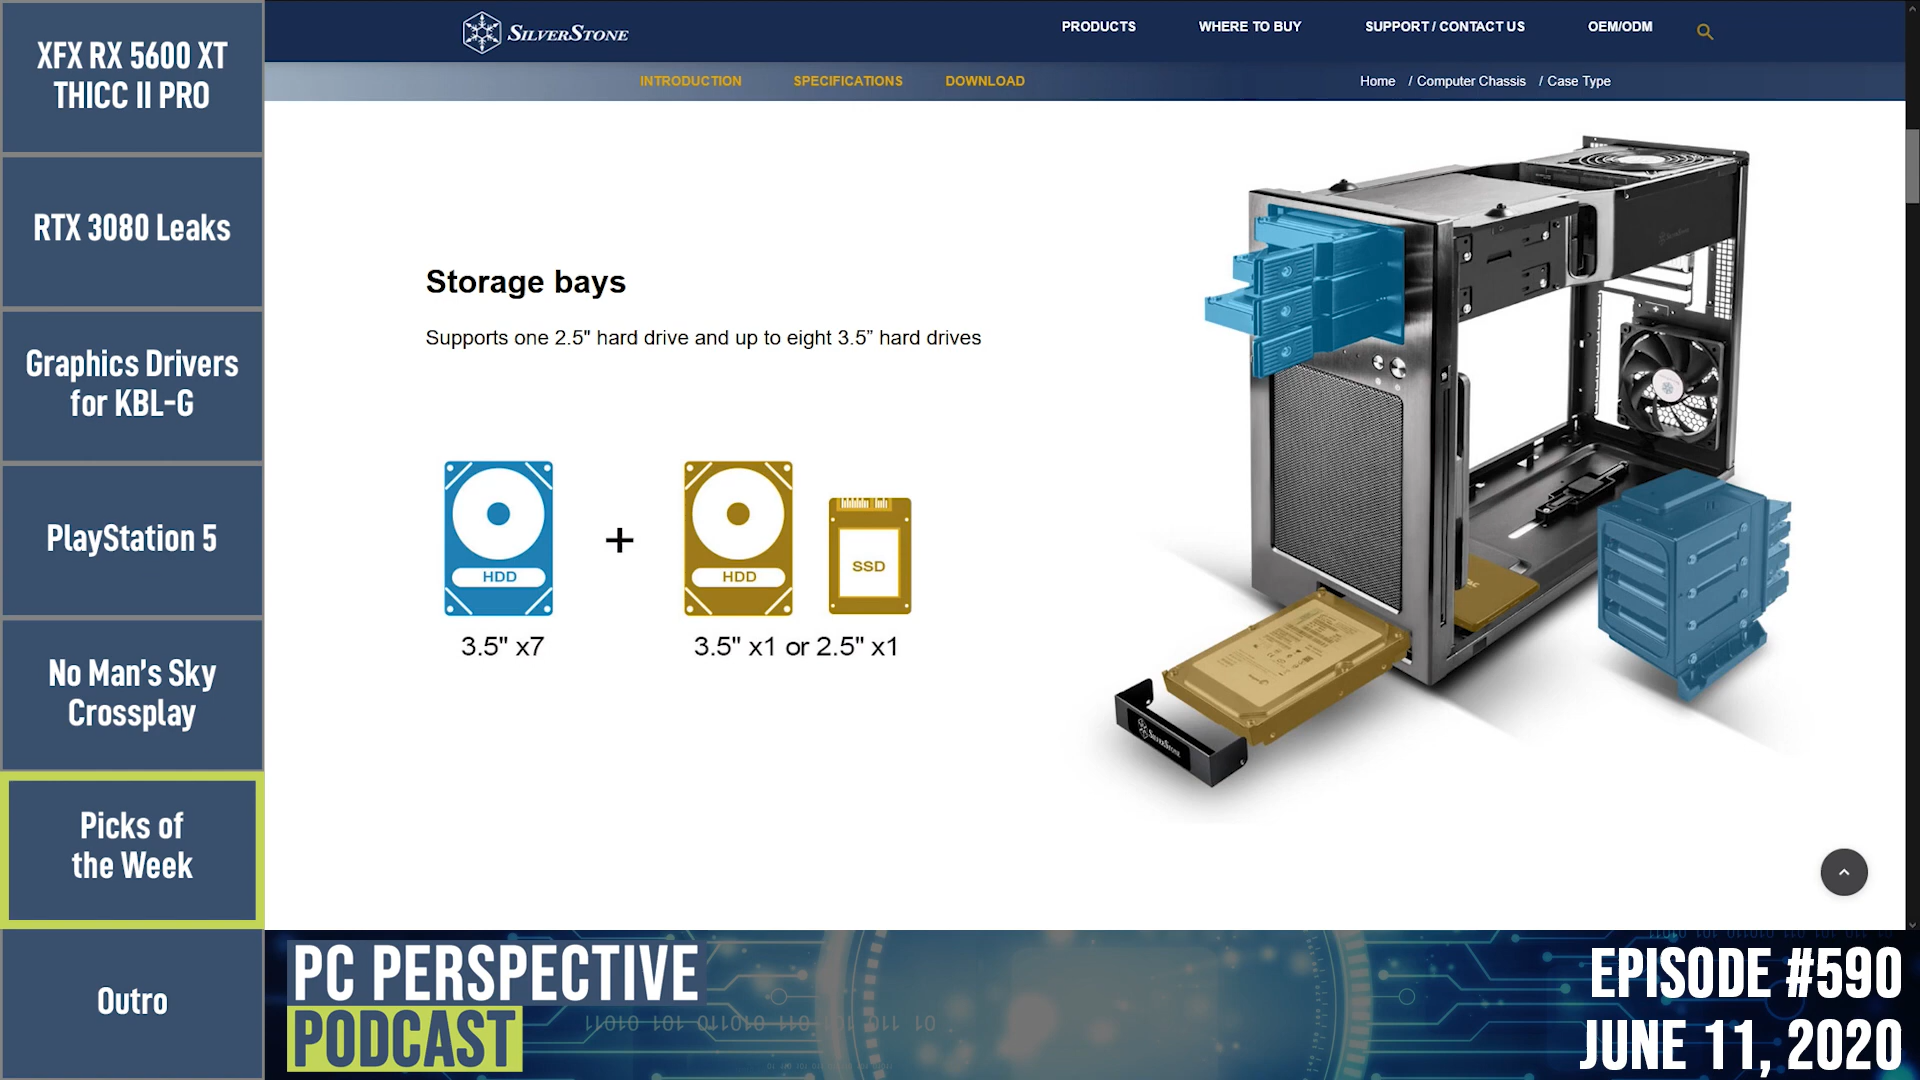 XFX RX 5600 XT
THICC II PRO
RTX 3080 Leaks
Graphics Drivers
for KBL-G
PlayStation 5
No Man's Sky
Crossplay
Picks of
the Week
Outro
SILVERSTONE
PRODUCTS
WHERE TO BUY
SUPPORT / CONTACT US
OEM/ODM
INTRODUCTION
SPECIFICATIONS
DOWNLOAD
Home / Computer Chassis / Case Type
Storage bays
Supports one 2.5" hard drive and up to eight 3.5” hard drives
HDD
+
HDD
SSD
3.5" x7
3.5" x1 or 2.5" x1
SILVERSTONE
PC PERSPECTIVE
PODCAST
EPISODE #590
JUNE 11, 2020